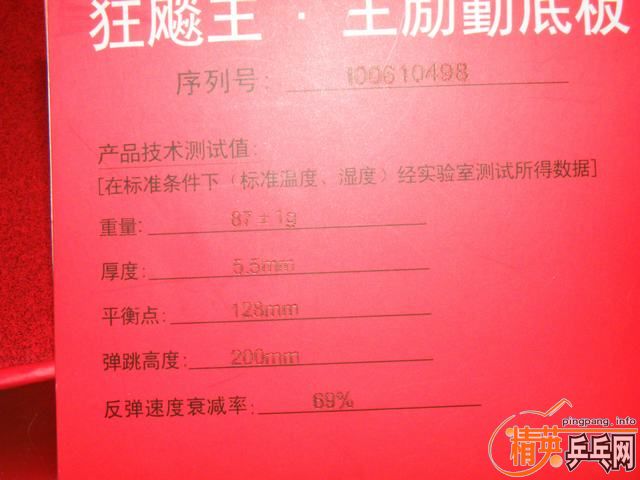 狂飚王·王励勤底板
序列号: 100610498
产品技术测试值:
[在标准条件下(标准温度、湿度)经实验室测试所得数据]
重量: 87±1g
厚度: 5.5mm
平衡点: 128mm
弹跳高度: 200mm
反弹速度衰减率: 69%
pingpang.info
精英乒乓网